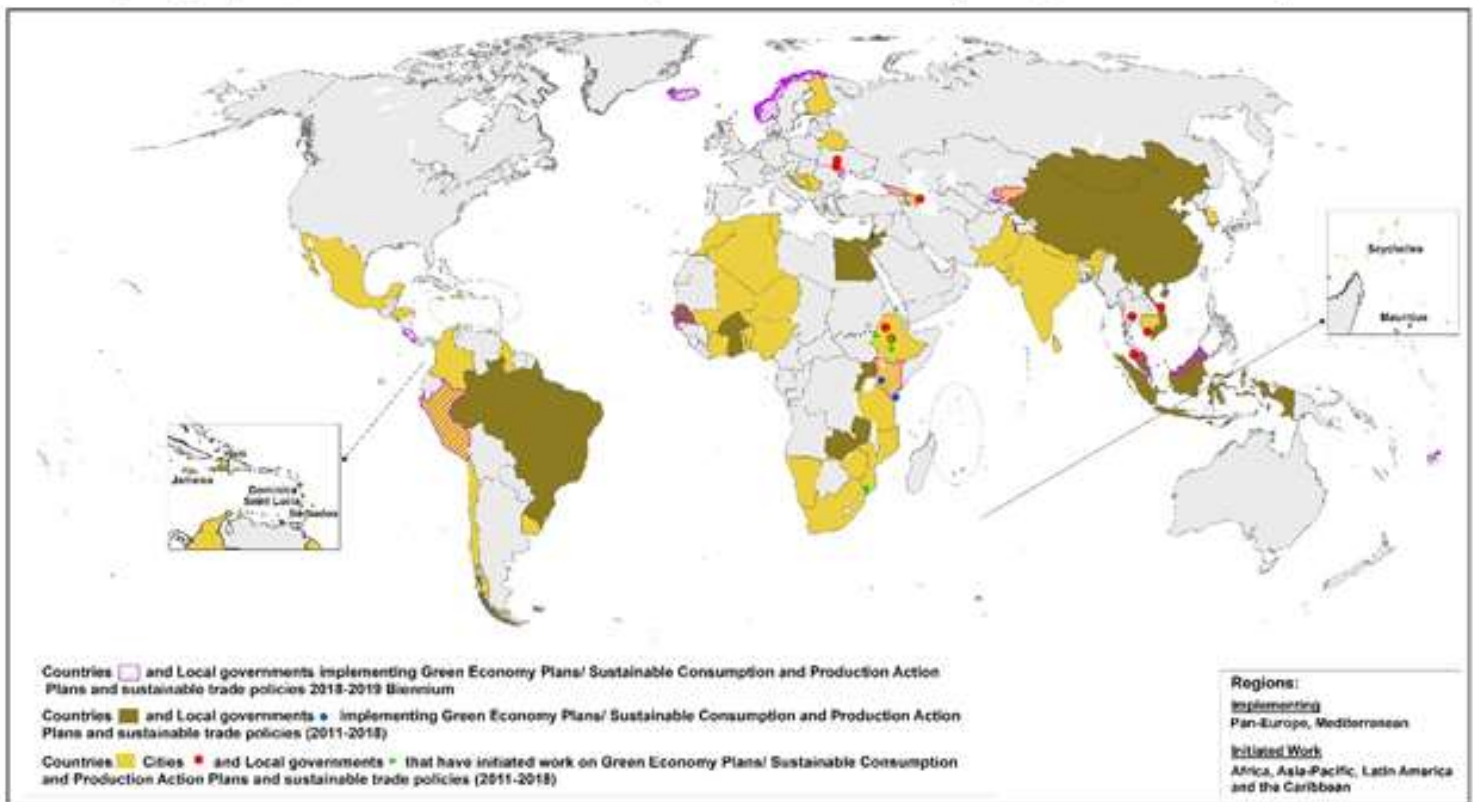 Seychelles
Mauritius
Jamaica
Dominica
Saint Lucia
Barbados
Countries and Local governments implementing Green Economy Plans/ Sustainable Consumption and Production Action
Plans and sustainable trade policies 2018-2019 Biennium
Countries and Local governments implementing Green Economy Plans/ Sustainable Consumption and Production Action
Plans and sustainable trade policies (2011-2018)
Countries Cities and Local governments that have initiated work on Green Economy Plans/ Sustainable Consumption
and Production Action Plans and sustainable trade policies (2011-2018)
Regions:
Implementing
Pan-Europe, Mediterranean
Initiated Work
Africa, Asia-Pacific, Latin America
and the Caribbean